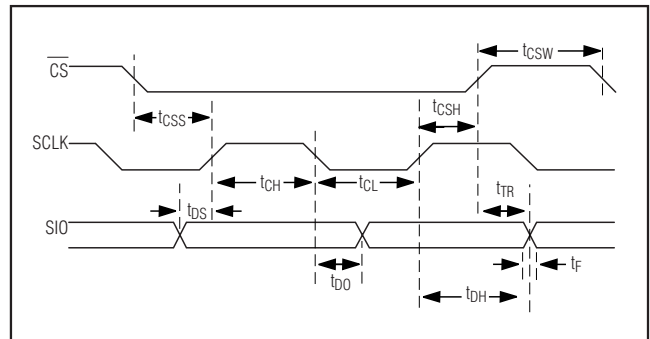 CS
tCSW
tCSS
tCSH
SCLK
tCH
tCL
tTR
tDS
SIO
tDO
tF
tDH